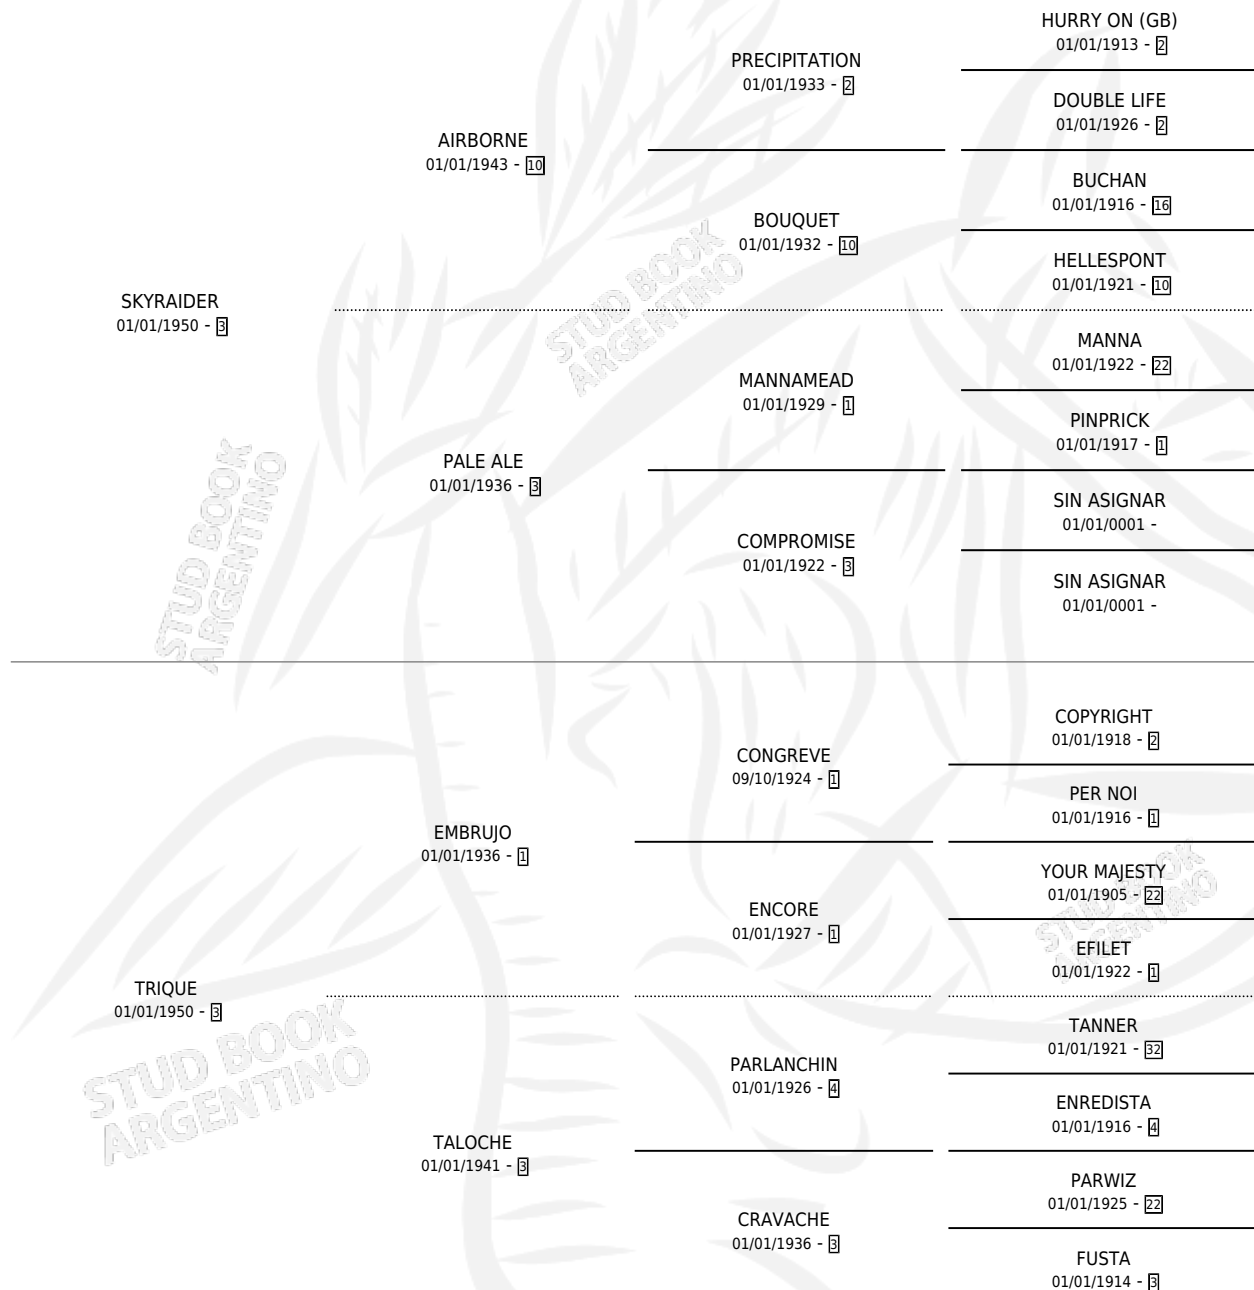 HURRY ON (GB)
01/01/1913 - 2
PRECIPITATION
01/01/1933 - 2
DOUBLE LIFE
01/01/1926 - 2
AIRBORNE
01/01/1943 - 10
BUCHAN
01/01/1916 - 16
BOUQUET
01/01/1932 - 10
HELLESPONT
01/01/1921 - 10
SKYRAIDER
01/01/1950 - 3
STUD BOOK
ARGENTINO
MANNA
01/01/1922 - 22
MANNAMEAD
01/01/1929 - 1
PINPRICK
01/01/1917 - 1
PALE ALE
01/01/1936 - 3
SIN ASIGNAR
01/01/0001 -
COMPROMISE
01/01/1922 - 3
SIN ASIGNAR
01/01/0001 -
STUD BOOK
ARGENTINO
COPYRIGHT
01/01/1918 - 2
CONGREVE
09/10/1924 - 1
PER NOI
01/01/1916 - 1
EMBRUJO
01/01/1936 - 1
YOUR MAJESTY
01/01/1905 - 22
ENCORE
01/01/1927 - 1
EFILET
01/01/1922 - 1
STUD BOOK
ARGENTINO
TRIQUE
01/01/1950 - 3
TANNER
01/01/1921 - 32
PARLANCHIN
01/01/1926 - 4
ENREDISTA
01/01/1916 - 4
STUD BOOK
ARGENTINO
TALOCHE
01/01/1941 - 3
PARWIZ
01/01/1925 - 22
CRAVACHE
01/01/1936 - 3
FUSTA
01/01/1914 - 3